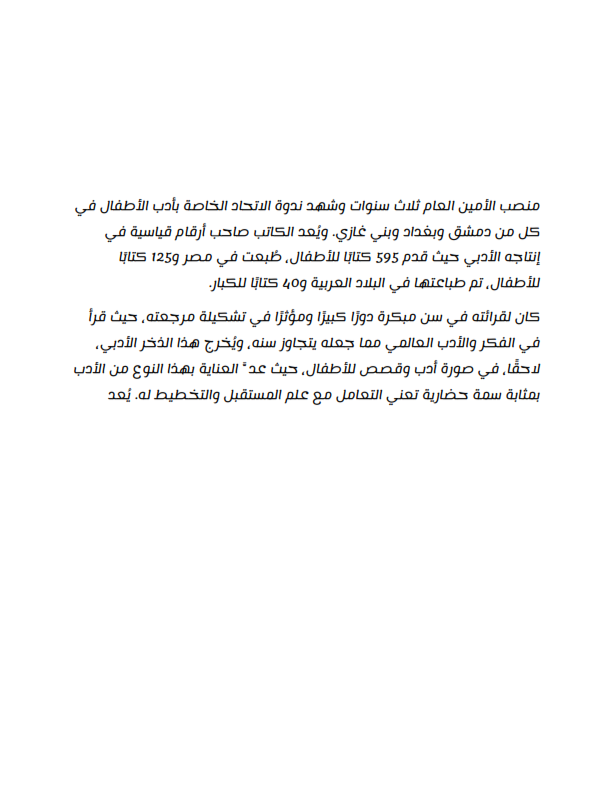 منصب الأمين العام ثلاث سنوات وشهد ندوة الاتحاد الخاصة بأدب الأطفال في
كل من دمشق وبغداد وبني غازي. ويُعد الكاتب صاحب أرقام قياسية في
إنتاجه الأدبي حيث قدم 595 كتابًا للأطفال، طُبعت في مصر و125 كتابًا
للأطفال، تم طباعتها في البلاد العربية و40 كتابًا للكبار.
كان لقرائته في سن مبكرة دورًا كبيرًا ومؤثرًا في تشكيلة مرجعته، حيث قرأ
في الفكر والأدب العالمي مما جعله يتجاوز سنه، ويُخرج هذا الذخر الأدبي،
لاحقًا، في صورة أدب وقصص للأطفال، حيث عد ً العناية بهذا النوع من الأدب
بمثابة سمة حضارية تعني التعامل مع علم المستقبل والتخطيط له. يُعد